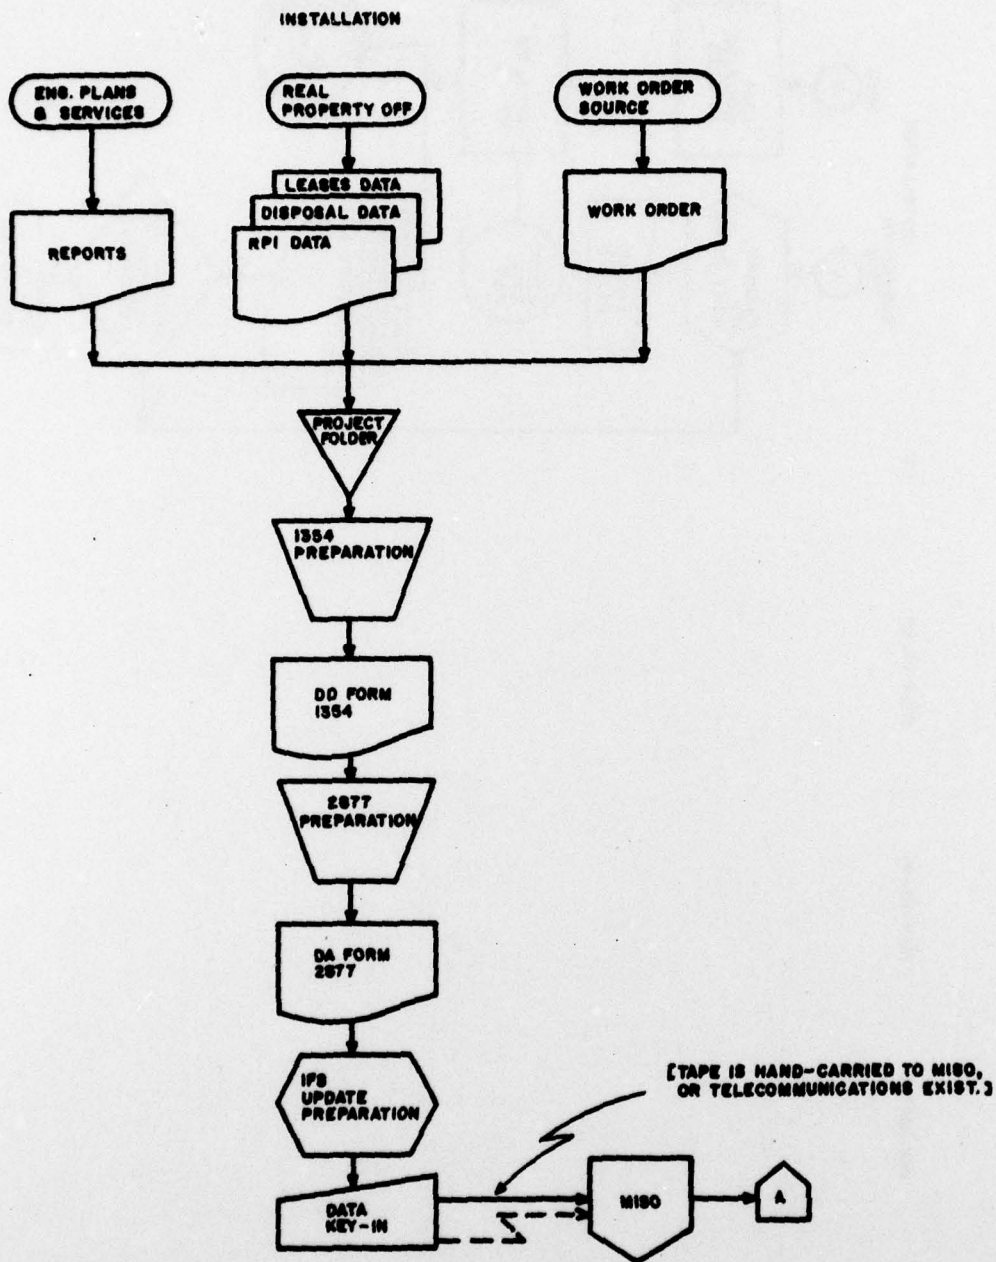 INSTALLATION
ENG. PLANS
& SERVICES
REAL
PROPERTY OFF
WORK ORDER
SOURCE
LEASES DATA
DISPOSAL DATA
RPI DATA
REPORTS
WORK ORDER
PROJECT
FOLDER
1354
PREPARATION
DD FORM
1354
2877
PREPARATION
DA FORM
2877
IFS
UPDATE
PREPARATION
[TAPE IS HAND-CARRIED TO MISO,
OR TELECOMMUNICATIONS EXIST.]
DATA
KEY-IN
MISO
A